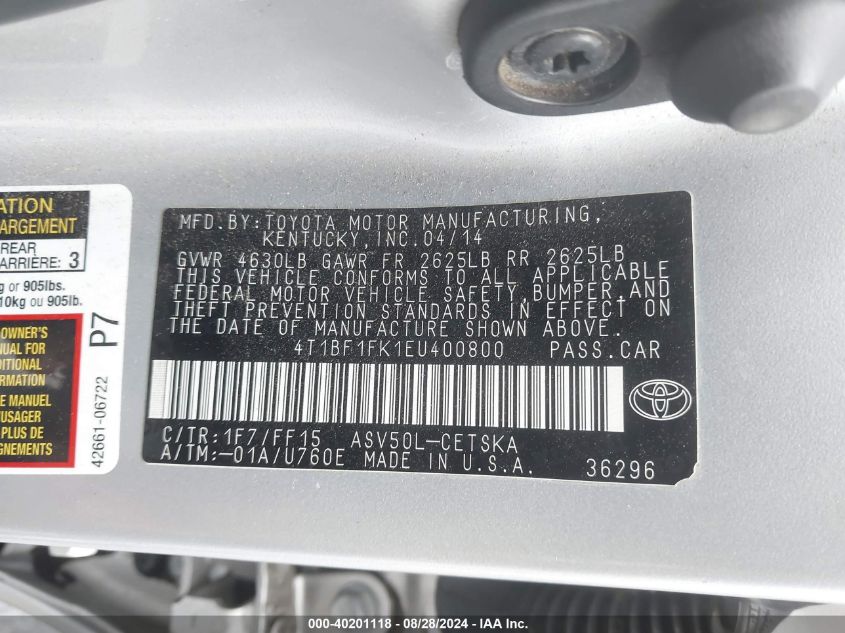 ATION
ARGEMENT
REAR
ARRIÈRE: 3
g or 905lbs.
10kg ou 905lb.
OWNER'S
NUAL FOR
DITIONAL
RMATION
E MANUEL
'USAGER
PLUS DE
GNEMENTS
P7
42661-06722
MFD.BY:TOYOTA MOTOR MANUFACTURING,
KENTUCKY,INC.04/14
GVWR 4630LB GAWR FR 2625LB RR 2625LB
THIS VEHICLE CONFORMS TO ALL APPLICABLE
FEDERAL MOTOR VEHICLE SAFETY,BUMPER,AND
THEFT PREVENTION STANDARDS IN EFFECT ON
THE DATE OF MANUFACTURE SHOWN ABOVE.
4T1BF1FK1EU400800 PASS.CAR
C/TR:1F7/FF15 ASV50L-CETSKA
A/TM:-01A/U760E MADE IN U.S.A. 36296
000-40201118 - 08/28/2024 - IAAI.COM